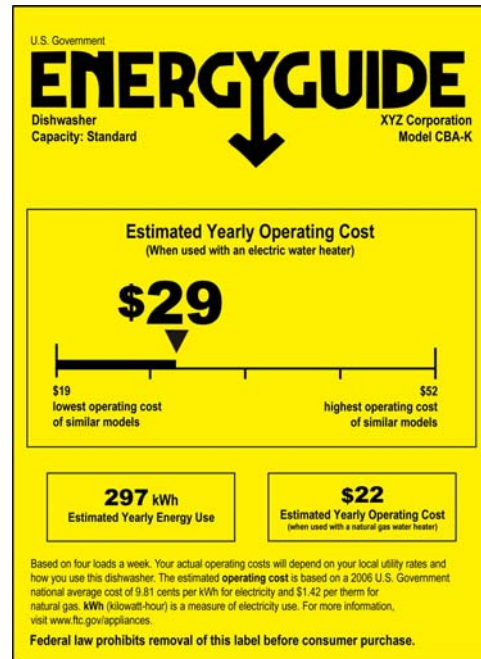 U.S. Government
ENERGYGUIDE
Dishwasher
Capacity: Standard
XYZ Corporation
Model CBA-K
Estimated Yearly Operating Cost
(When used with an electric water heater)
$29
$19
lowest operating cost
of similar models
$52
highest operating cost
of similar models
297 kWh
Estimated Yearly Energy Use
$22
Estimated Yearly Operating Cost
(when used with a natural gas water heater)
Based on four loads a week. Your actual operating costs will depend on your local utility rates and
how you use this dishwasher. The estimated operating cost is based on a 2006 U.S. Government
national average cost of 9.81 cents per kWh for electricity and $1.42 per therm for
natural gas. kWh (kilowatt-hour) is a measure of electricity use. For more information,
visit www.ftc.gov/appliances.
Federal law prohibits removal of this label before consumer purchase.